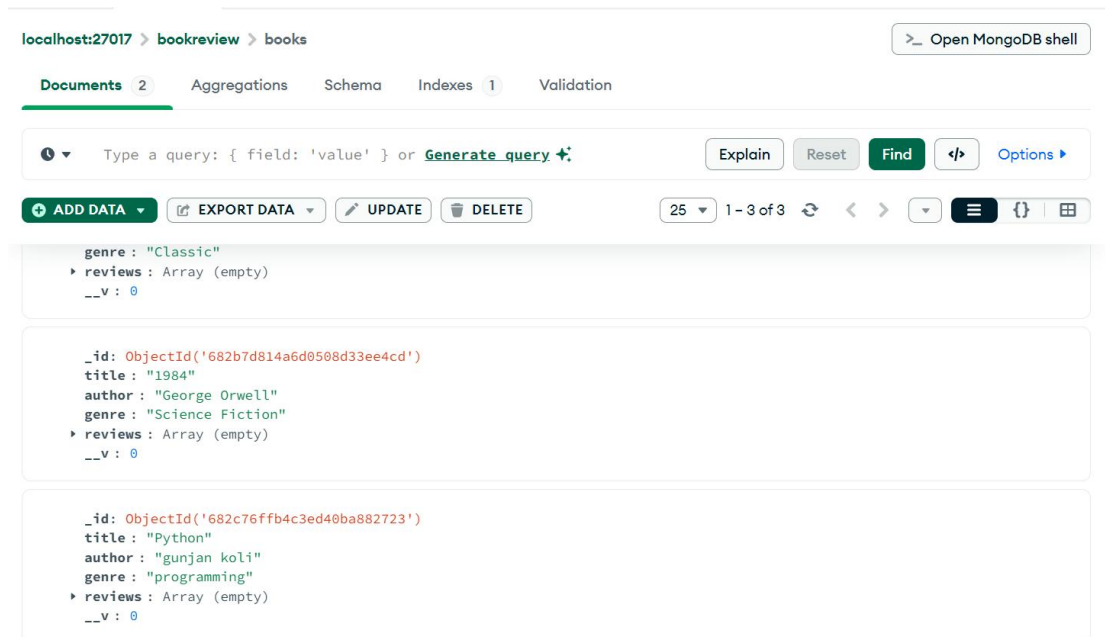 localhost:27017 > bookreview > books
>_ Open MongoDB shell
Documents 2 Aggregations Schema Indexes 1 Validation
Type a query: { field: 'value' } or Generate query
Explain Reset Find </> Options
ADD DATA EXPORT DATA UPDATE DELETE 25 1 – 3 of 3 {}
genre : "Classic"
reviews : Array (empty)
__v : 0
_id: ObjectId('682b7d814a6d0508d33ee4cd')
title : "1984"
author : "George Orwell"
genre : "Science Fiction"
reviews : Array (empty)
__v : 0
_id: ObjectId('682c76ffb4c3ed40ba882723')
title : "Python"
author : "gunjan koli"
genre : "programming"
reviews : Array (empty)
__v : 0